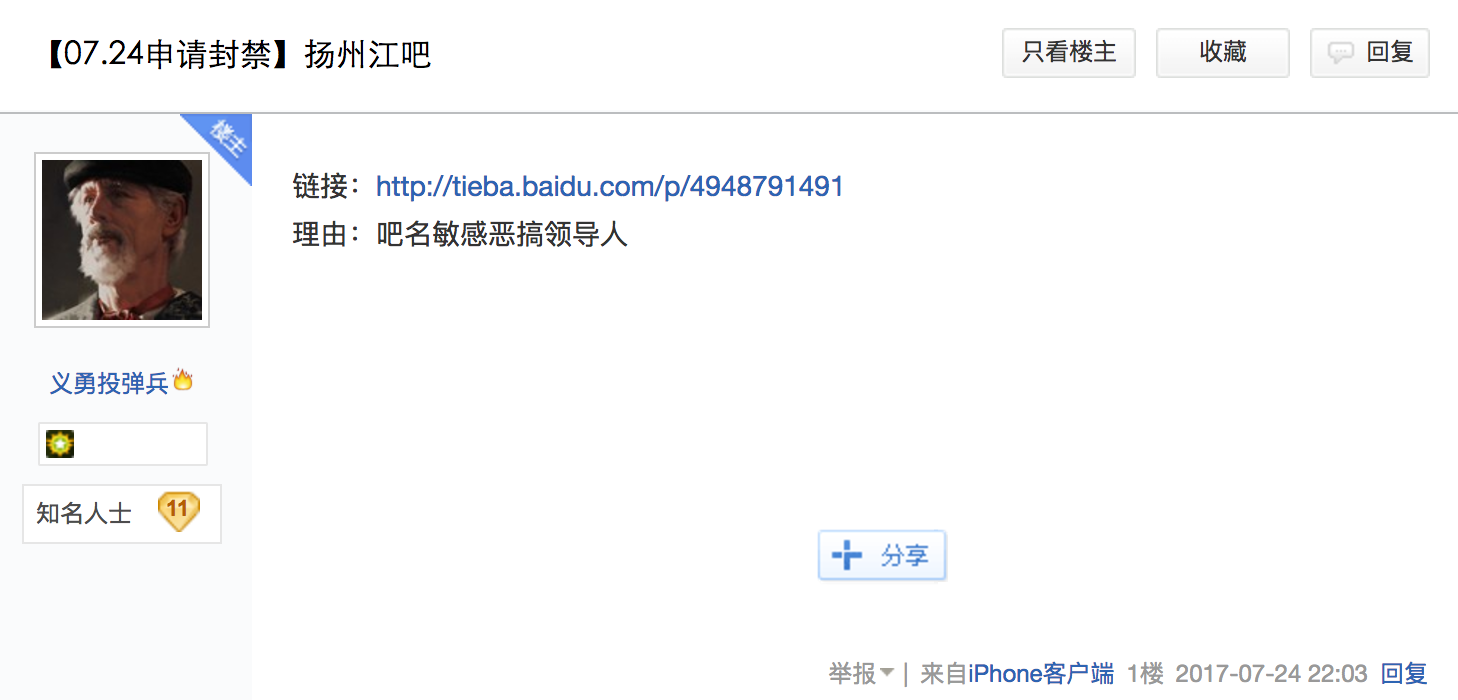 【07.24申请封禁】扬州江吧
只看楼主
收藏
回复
楼主
链接：http://tieba.baidu.com/p/4948791491
理由：吧名敏感恶搞领导人
义勇投弹兵
知名人士 11
分享
举报 | 来自iPhone客户端 1楼 2017-07-24 22:03 回复